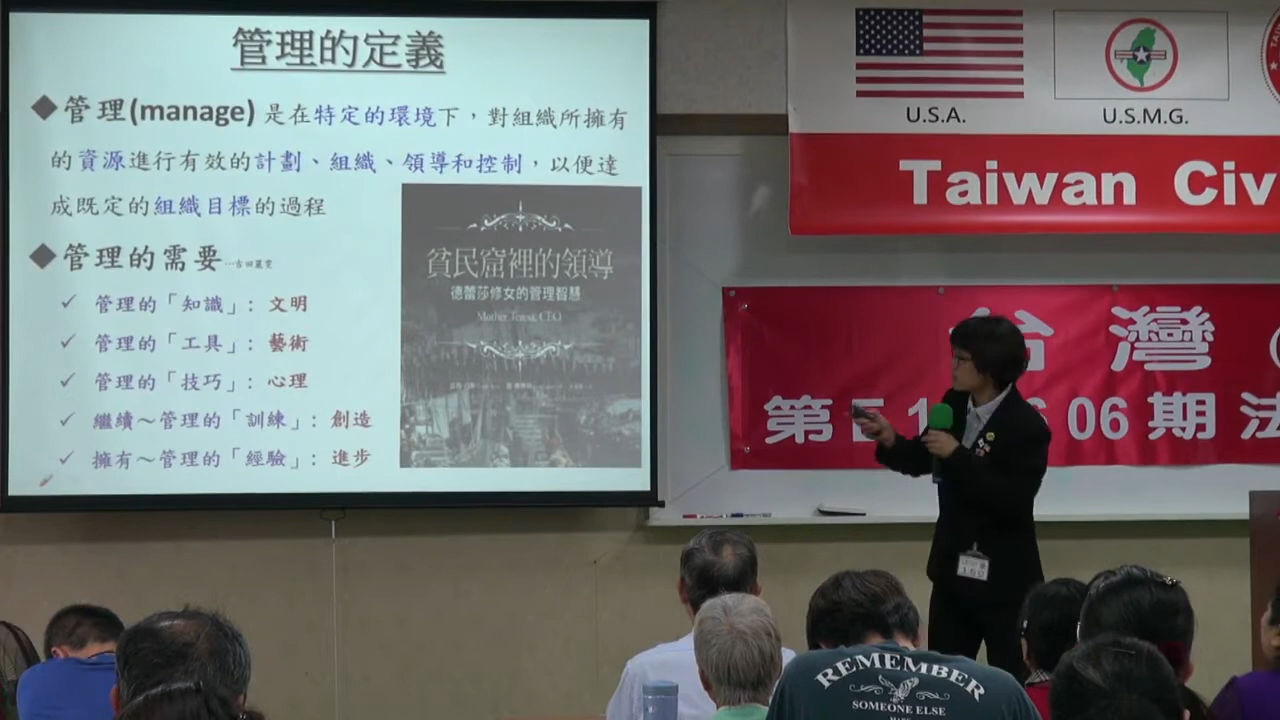 管理的定義
◆管理(manage) 是在特定的環境下，對組織所擁有
的資源進行有效的計劃、組織、領導和控制，以便達
成既定的組織目標的過程
◆管理的需要
✓ 管理的「知識」: 文明
✓ 管理的「工具」: 藝術
✓ 管理的「技巧」: 心理
✓ 繼續～管理的「訓練」: 創造
✓ 擁有～管理的「經驗」: 進步
貧民窟裡的領導
德蕾莎修女的管理智慧
Mother Teresa, CEO
U.S.A.
U.S.M.G.
Taiwan Civ
台灣
第 06期法
REMEMBER
SOMEONE ELSE